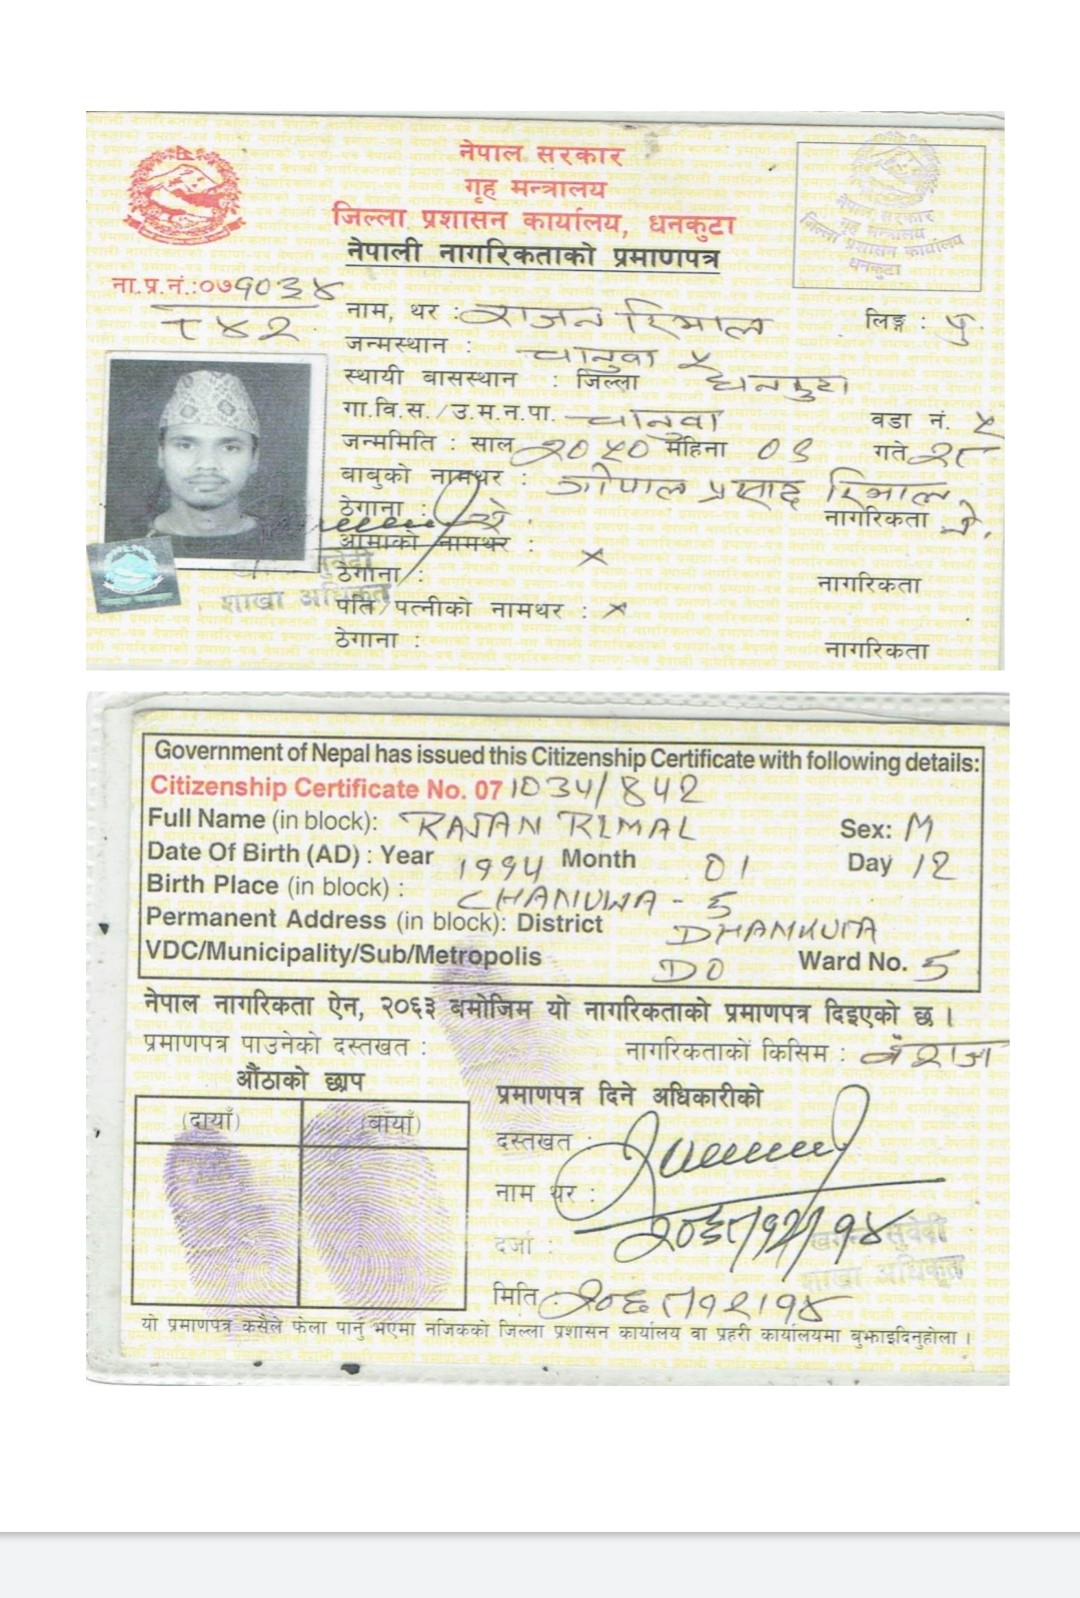 नेपाल सरकार
गृह मन्त्रालय
जिल्ला प्रशासन कार्यालय, धनकुटा
नेपाली नागरिकताको प्रमाणपत्र
नेपाल सरकार
गृह मन्त्रालय
जिल्ला प्रशासन कार्यालय
धनकुटा
ना.प्र.नं.:०७१०३४
८४२
नाम, थर : राजन रिमाल लिङ्ग : पु.
जन्मस्थान : चानुवा ५
स्थायी बासस्थान : जिल्ला धनकुटा
गा.वि.स./उ.म.न.पा. चानुवा वडा नं. ५
जन्ममिति : साल २०५० महिना ०९ गते २८
बाबुको नामथर : गोपाल प्रसाद रिमाल
ठेगाना : नागरिकता
आमाको नामथर : ×
ठेगाना : नागरिकता
शाखा अधिकृत
पति/पत्नीको नामथर : ×
ठेगाना : नागरिकता
Government of Nepal has issued this Citizenship Certificate with following details:
Citizenship Certificate No. 07 1034/842
Full Name (in block): RAJAN RIMAL Sex: M
Date Of Birth (AD) : Year 1994 Month 01 Day 12
Birth Place (in block) : CHANUWA - 5
Permanent Address (in block): District DHANKUTA
VDC/Municipality/Sub/Metropolis DO Ward No. 5
नेपाल नागरिकता ऐन, २०६३ बमोजिम यो नागरिकताको प्रमाणपत्र दिइएको छ ।
प्रमाणपत्र पाउनेको दस्तखत : नागरिकताको किसिम : वंशज
औंठाको छाप
(दायाँ) (बायाँ)
प्रमाणपत्र दिने अधिकारीको
दस्तखत :
नाम थर :
२०६८/१२/१४
दर्जा : सुवेदी
शाखा अधिकृत
मिति : २०६८/१२/१४
यो प्रमाणपत्र कसैले फेला पार्नु भएमा नजिकको जिल्ला प्रशासन कार्यालय वा प्रहरी कार्यालयमा बुझाइदिनुहोला ।